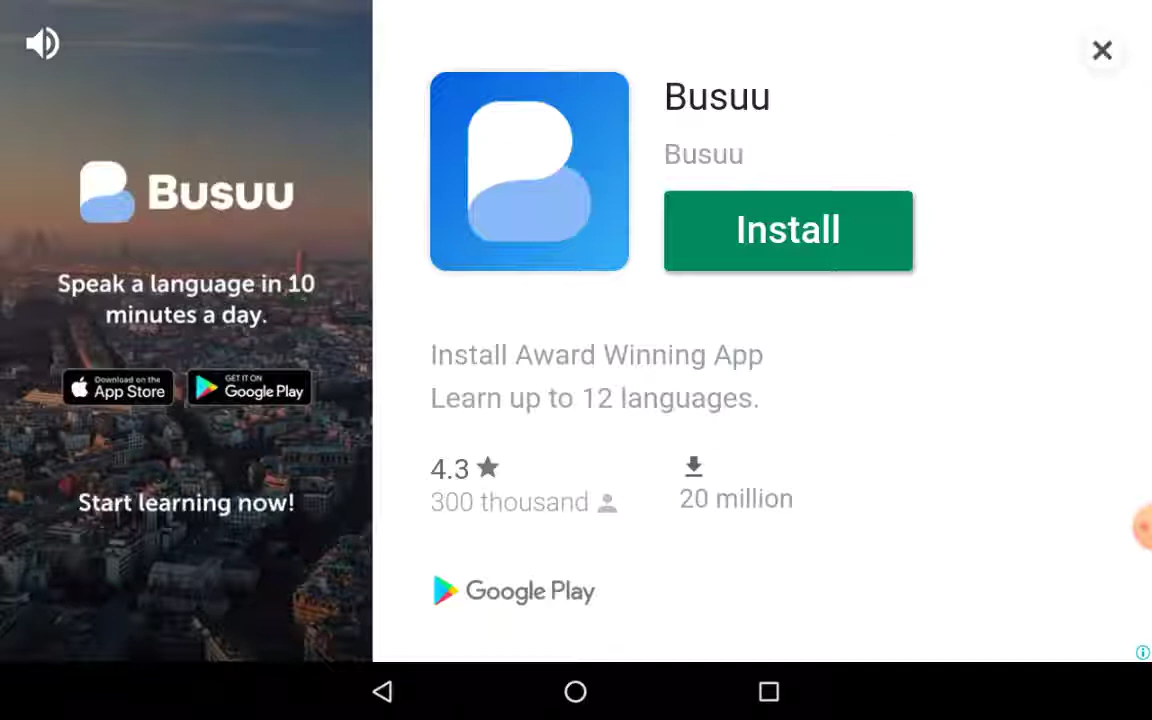 Busuu
Speak a language in 10
minutes a day.
Download on the
App Store
GET IT ON
Google Play
Start learning now!
Busuu
Busuu
Install
Install Award Winning App
Learn up to 12 languages.
4.3
300 thousand
20 million
Google Play